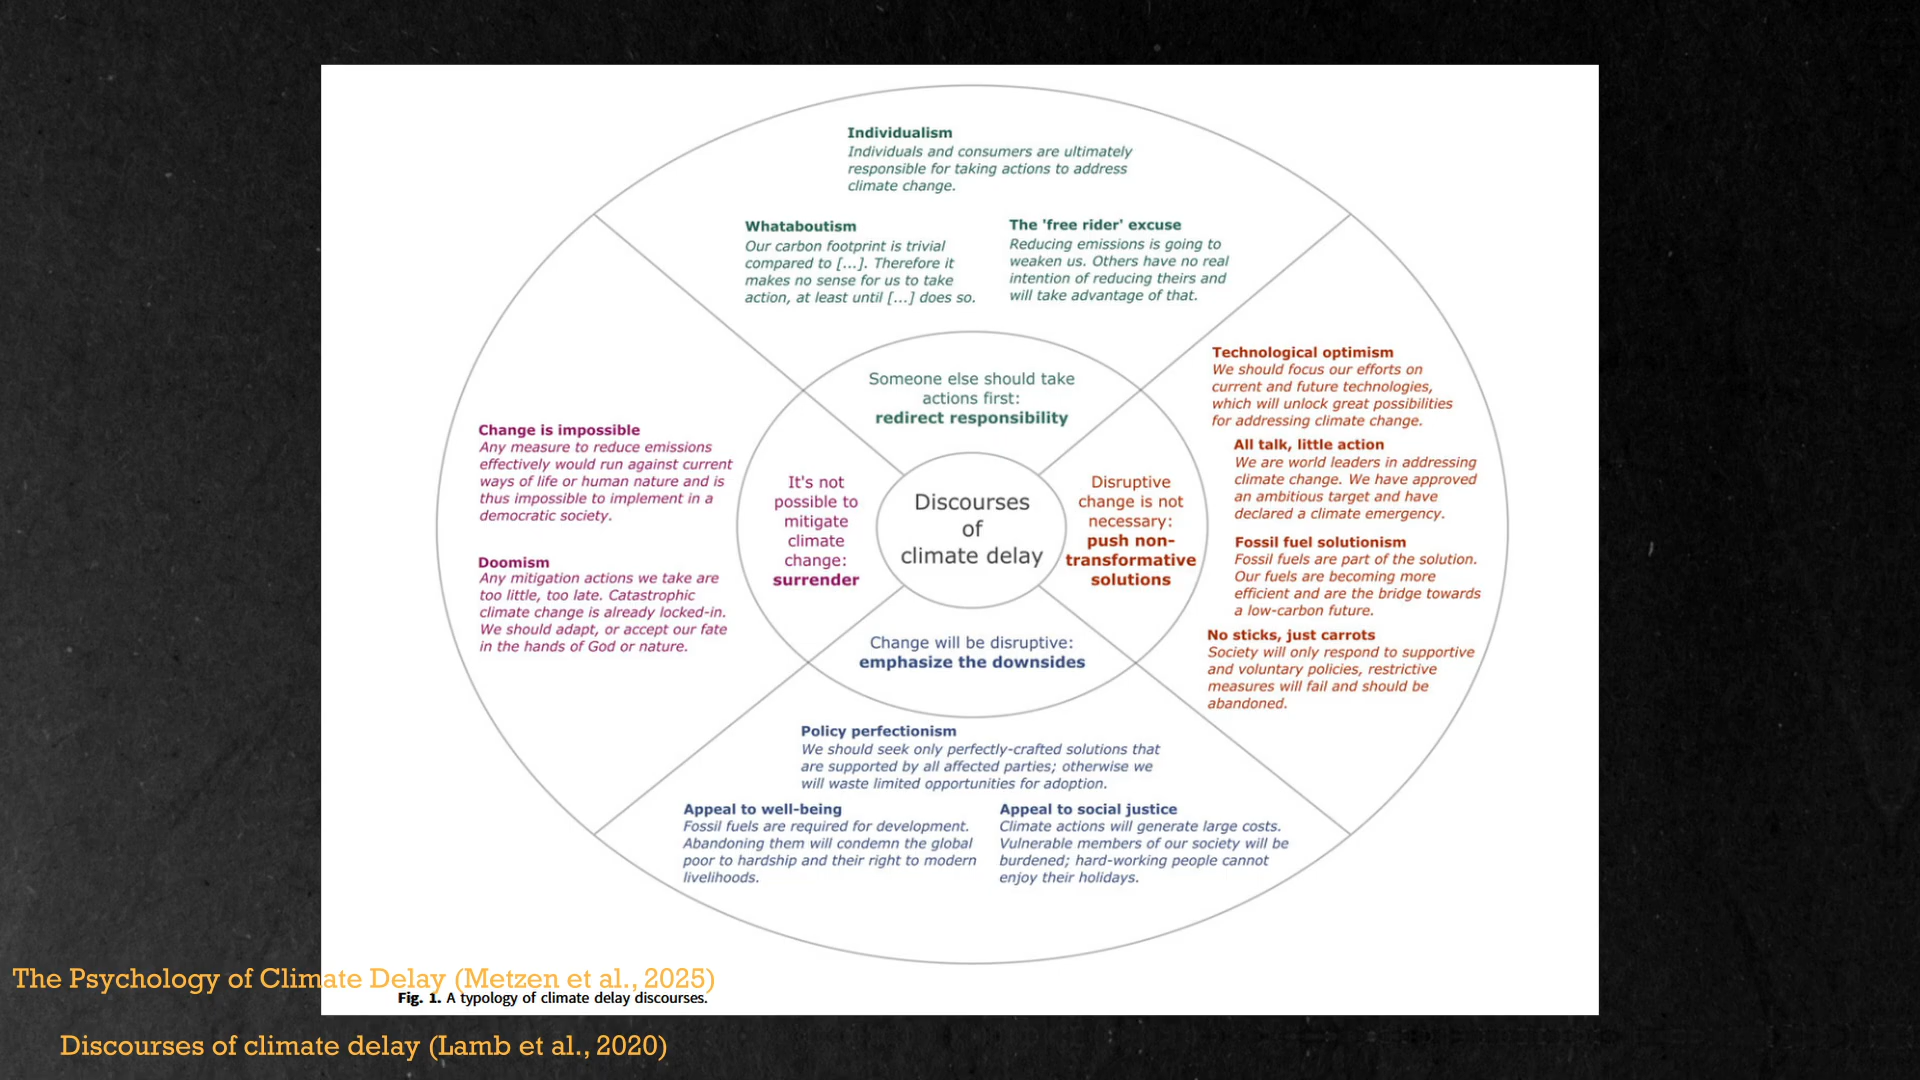 Individualism
Individuals and consumers are ultimately
responsible for taking actions to address
climate change.
Whataboutism
Our carbon footprint is trivial
compared to [...]. Therefore it
makes no sense for us to take
action, at least until [...] does so.
The 'free rider' excuse
Reducing emissions is going to
weaken us. Others have no real
intention of reducing theirs and
will take advantage of that.
Someone else should take
actions first:
redirect responsibility
Technological optimism
We should focus our efforts on
current and future technologies,
which will unlock great possibilities
for addressing climate change.
All talk, little action
We are world leaders in addressing
climate change. We have approved
an ambitious target and have
declared a climate emergency.
Fossil fuel solutionism
Fossil fuels are part of the solution.
Our fuels are becoming more
efficient and are the bridge towards
a low-carbon future.
No sticks, just carrots
Society will only respond to supportive
and voluntary policies, restrictive
measures will fail and should be
abandoned.
Change is impossible
Any measure to reduce emissions
effectively would run against current
ways of life or human nature and is
thus impossible to implement in a
democratic society.
Doomism
Any mitigation actions we take are
too little, too late. Catastrophic
climate change is already locked-in.
We should adapt, or accept our fate
in the hands of God or nature.
It's not
possible to
mitigate
climate
change:
surrender
Discourses
of
climate delay
Disruptive
change is not
necessary:
push non-
transformative
solutions
Change will be disruptive:
emphasize the downsides
Policy perfectionism
We should seek only perfectly-crafted solutions that
are supported by all affected parties; otherwise we
will waste limited opportunities for adoption.
Appeal to well-being
Fossil fuels are required for development.
Abandoning them will condemn the global
poor to hardship and their right to modern
livelihoods.
Appeal to social justice
Climate actions will generate large costs.
Vulnerable members of our society will be
burdened; hard-working people cannot
enjoy their holidays.
The Psychology of Climate Delay (Metzen et al., 2025)
Fig. 1. A typology of climate delay discourses.
Discourses of climate delay (Lamb et al., 2020)